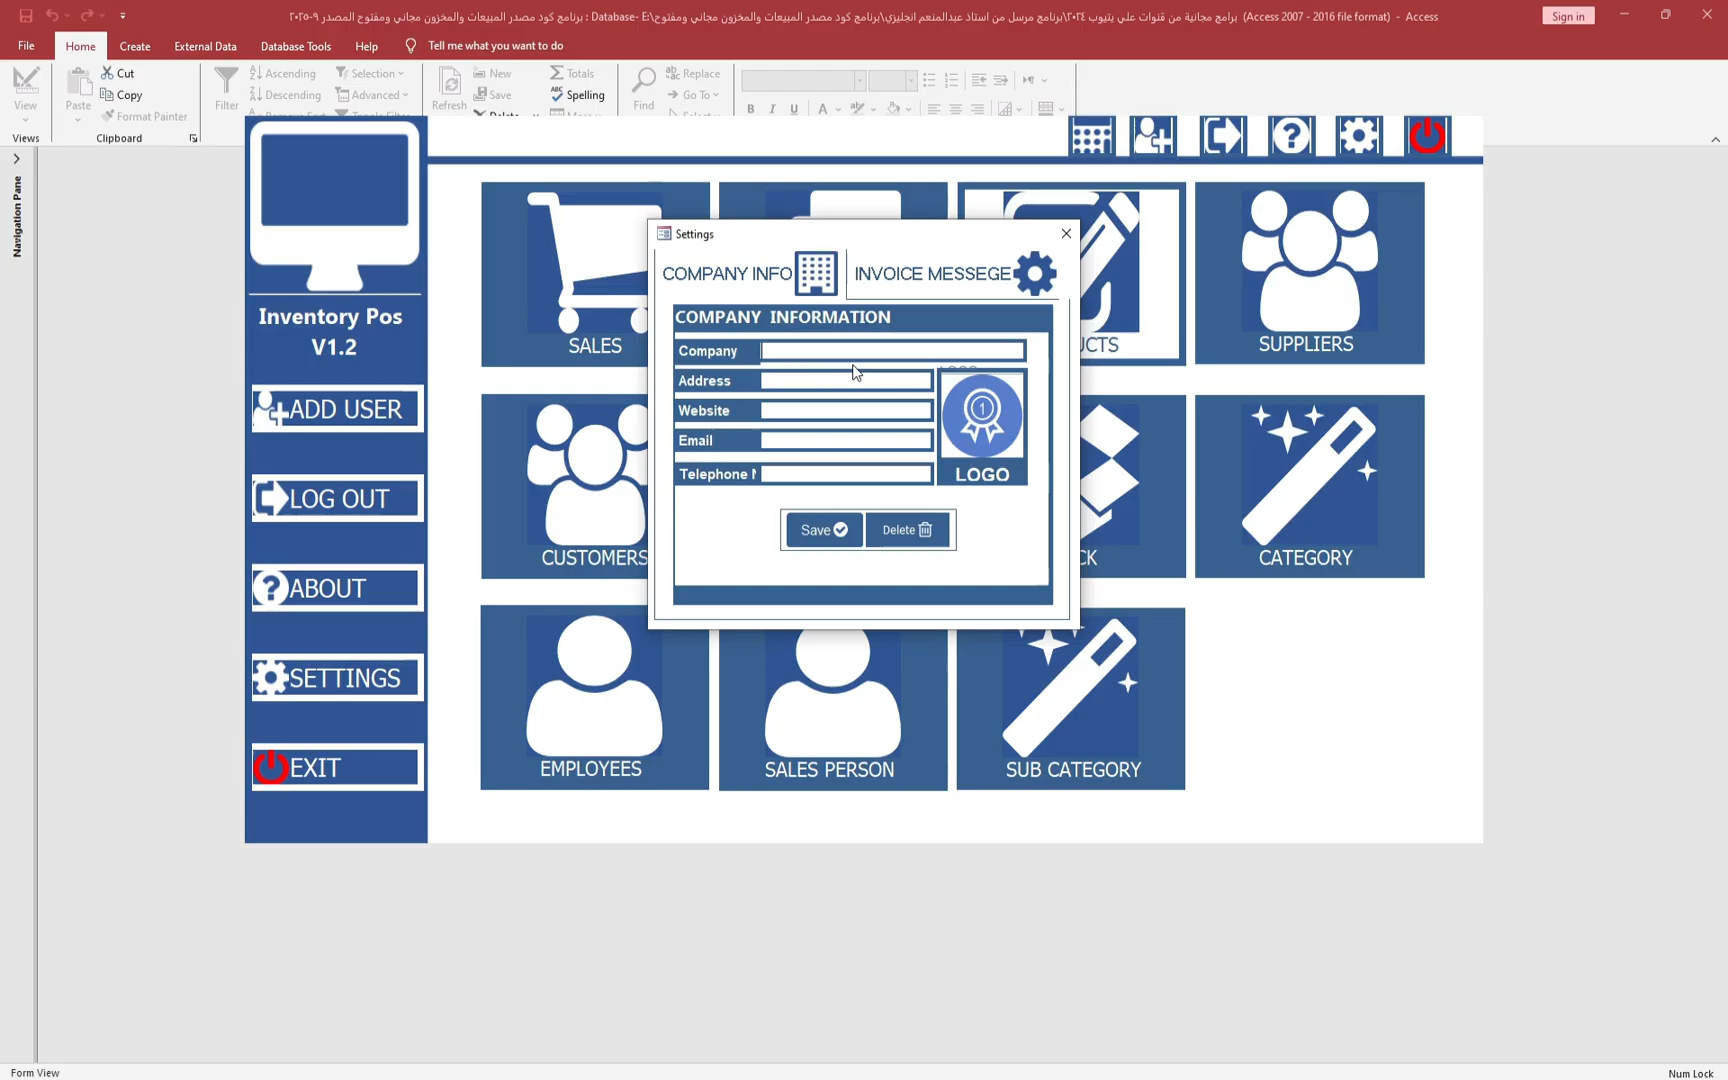 برامج مجانية من قنوات علي يتيوب ٢٠٢٤\برنامج مرسل من استاذ عبدالمنعم انجليزي\برنامج كود مصدر المبيعات والمخزون مجاني ومفتوح\Database- E: برنامج كود مصدر المبيعات والمخزون مجاني ومفتوح المصدر ٩-٢٠٢٥ (Access 2007 - 2016 file format) - Access
Sign in
File Home Create External Data Database Tools Help Tell me what you want to do
View
Views
Paste
Cut
Copy
Format Painter
Clipboard
Filter
Ascending
Descending
Selection
Advanced
Refresh
New
Save
Delete
Totals
Spelling
Find
Replace
Go To
Select
B I U A
Navigation Pane
Inventory Pos
V1.2
ADD USER
LOG OUT
ABOUT
SETTINGS
EXIT
SALES
UCTS
SUPPLIERS
CUSTOMERS
CK
CATEGORY
EMPLOYEES
SALES PERSON
SUB CATEGORY
Settings
COMPANY INFO
INVOICE MESSEGE
COMPANY INFORMATION
Company
Address
Website
Email
Telephone
1
LOGO
Save
Delete
Form View
Num Lock